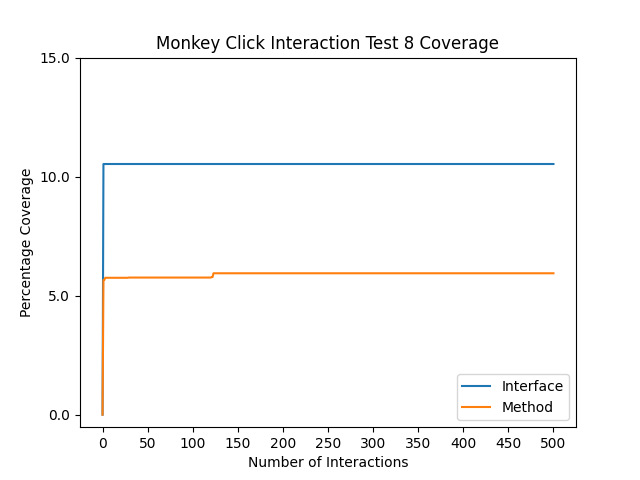 Monkey Click Interaction Test 8 Coverage
15.0
10.0
5.0
0.0
Percentage Coverage
Interface
Method
0 50 100 150 200 250 300 350 400 450 500
Number of Interactions